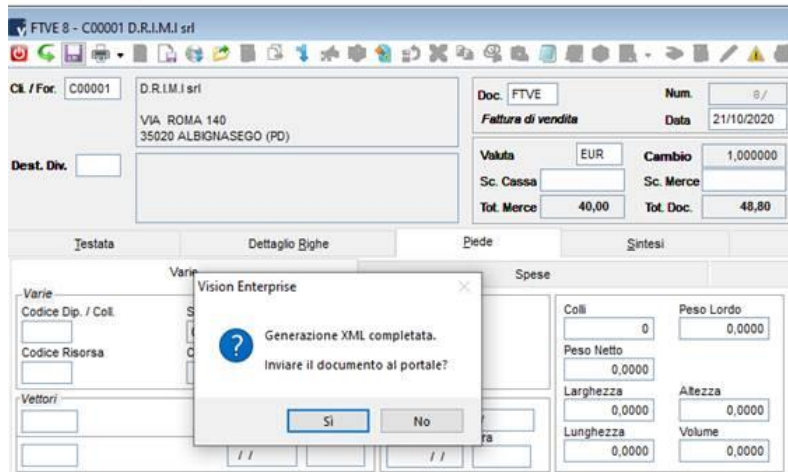 FTVE 8 - C00001 D.R.I.M.I srl
Cli. / For. C00001 D.R.I.M.I srl
VIA ROMA 140
35020 ALBIGNASEGO (PD)
Doc. FTVE Num. 8/
Fattura di vendita Data 21/10/2020
Dest. Div.
Valuta EUR Cambio 1,000000
Sc. Cassa Sc. Merce
Tot. Merce 40,00 Tot. Doc. 48,80
Testata Dettaglio Righe Piede Sintesi
Varie Spese
Varie
Codice Dip. / Coll.
Codice Risorsa
Vettori
/ /
/ /
Vision Enterprise
Generazione XML completata.
Inviare il documento al portale?
Sì No
Colli Peso Lordo
0 0,0000
Peso Netto
0,0000
Larghezza Altezza
0,0000 0,0000
Lunghezza Volume
0,0000 0,0000